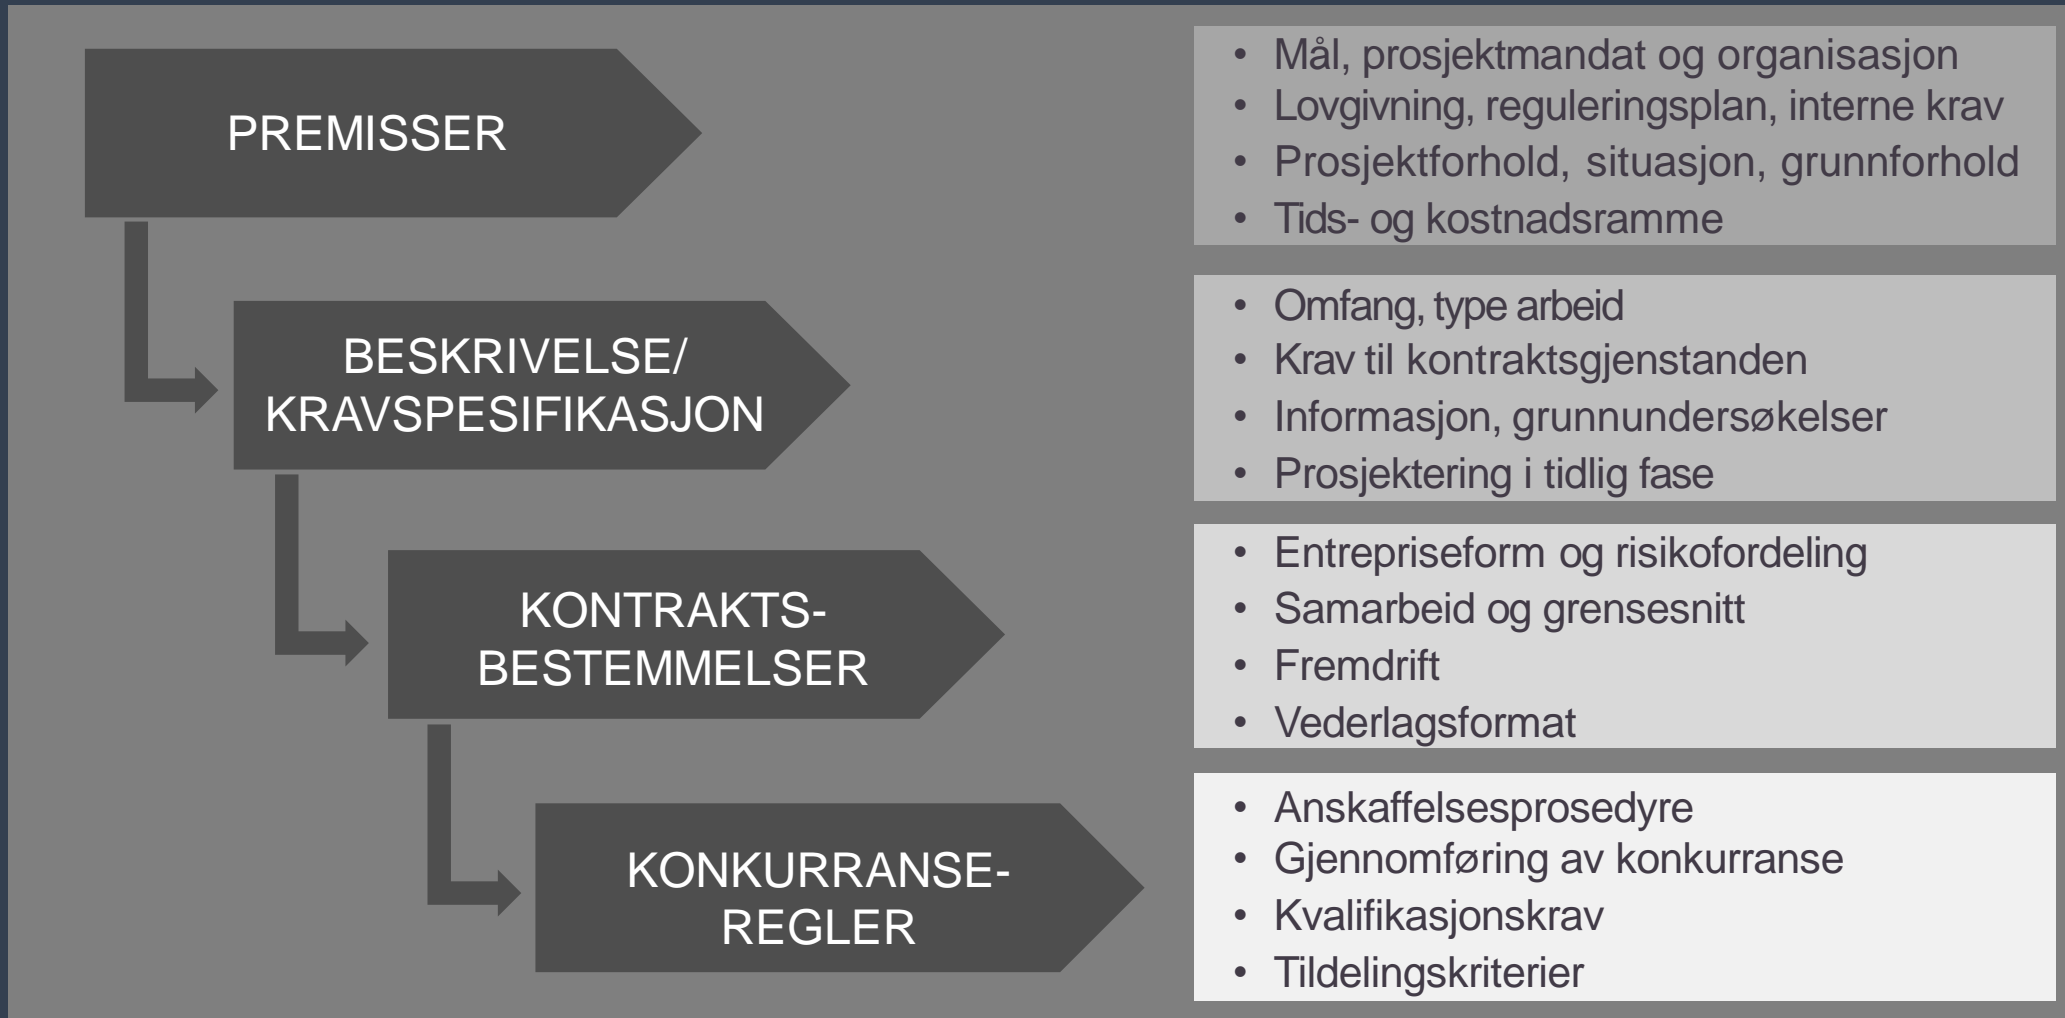 PREMISSER
• Mål, prosjektmandat og organisasjon
• Lovgivning, reguleringsplan, interne krav
• Prosjektforhold, situasjon, grunnforhold
• Tids- og kostnadsramme
BESKRIVELSE/
KRAVSPESIFIKASJON
• Omfang, type arbeid
• Krav til kontraktsgjenstanden
• Informasjon, grunnundersøkelser
• Prosjektering i tidlig fase
KONTRAKTS-
BESTEMMELSER
• Entrepriseform og risikofordeling
• Samarbeid og grensesnitt
• Fremdrift
• Vederlagsformat
KONKURRANSE-
REGLER
• Anskaffelsesprosedyre
• Gjennomføring av konkurranse
• Kvalifikasjonskrav
• Tildelingskriterier